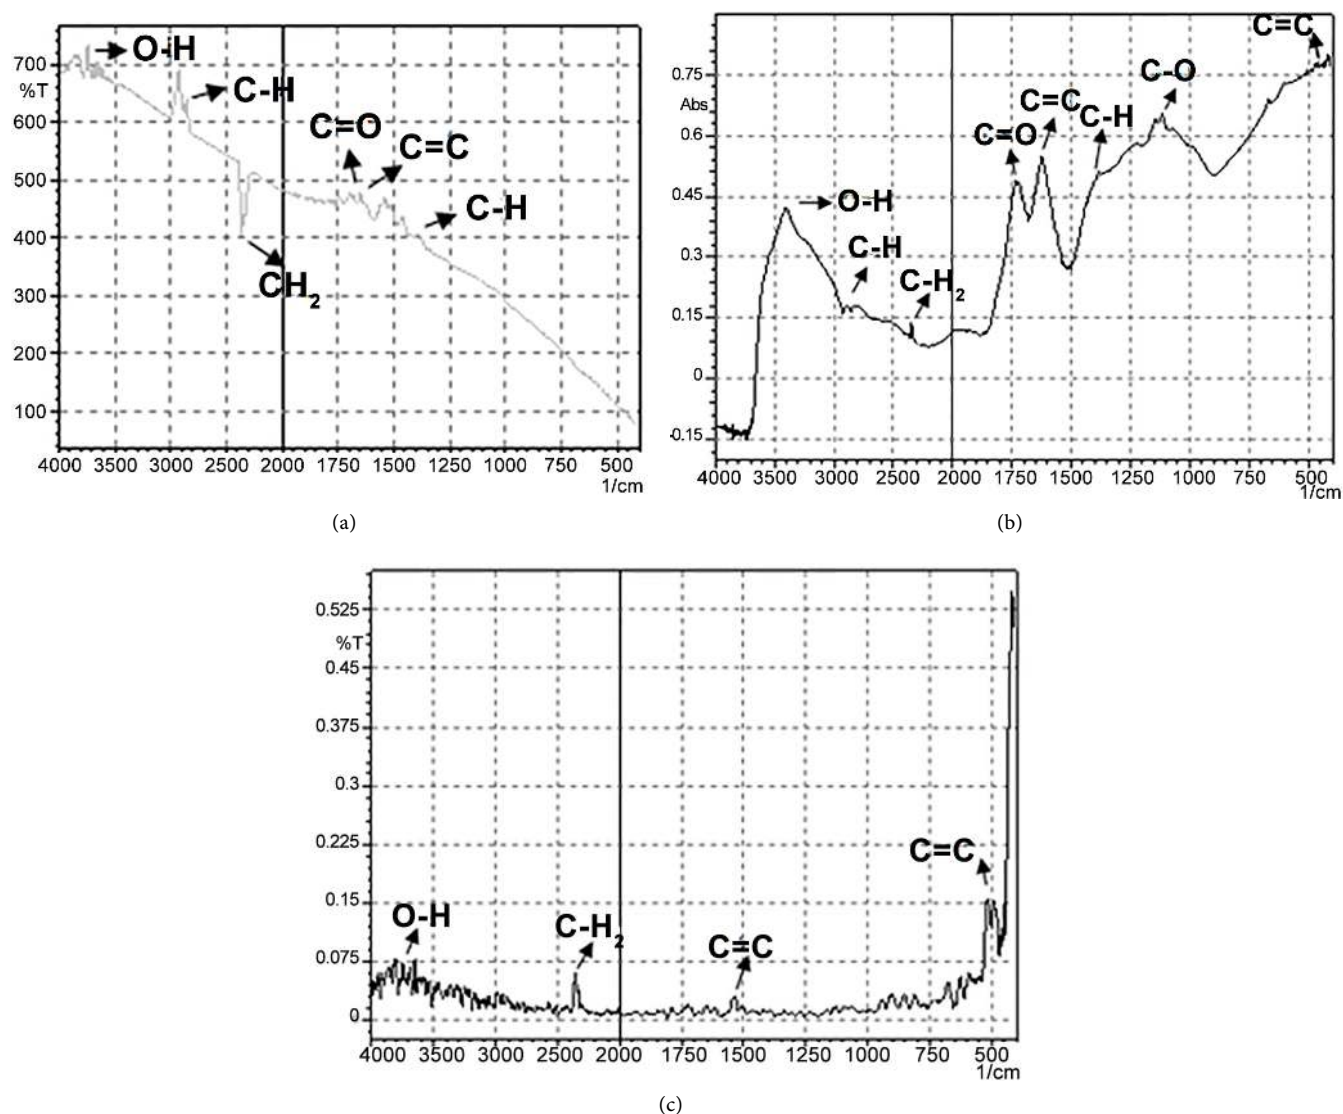 700
%T
600
500
400
300
200
100
O-H
C-H
C=O
C=C
C-H
CH2
4000 3500 3000 2500 2000 1750 1500 1250 1000 750 500
1/cm
(a)
0.75
Abs
0.6
0.45
0.3
0.15
0
-0.15
C=C
C-O
C=C
C-H
C=O
O-H
C-H
C-H2
4000 3500 3000 2500 2000 1750 1500 1250 1000 750 500
1/cm
(b)
0.525
%T
0.45
0.375
0.3
0.225
0.15
0.075
0
C=C
O-H
C-H2
C=C
4000 3500 3000 2500 2000 1750 1500 1250 1000 750 500
1/cm
(c)